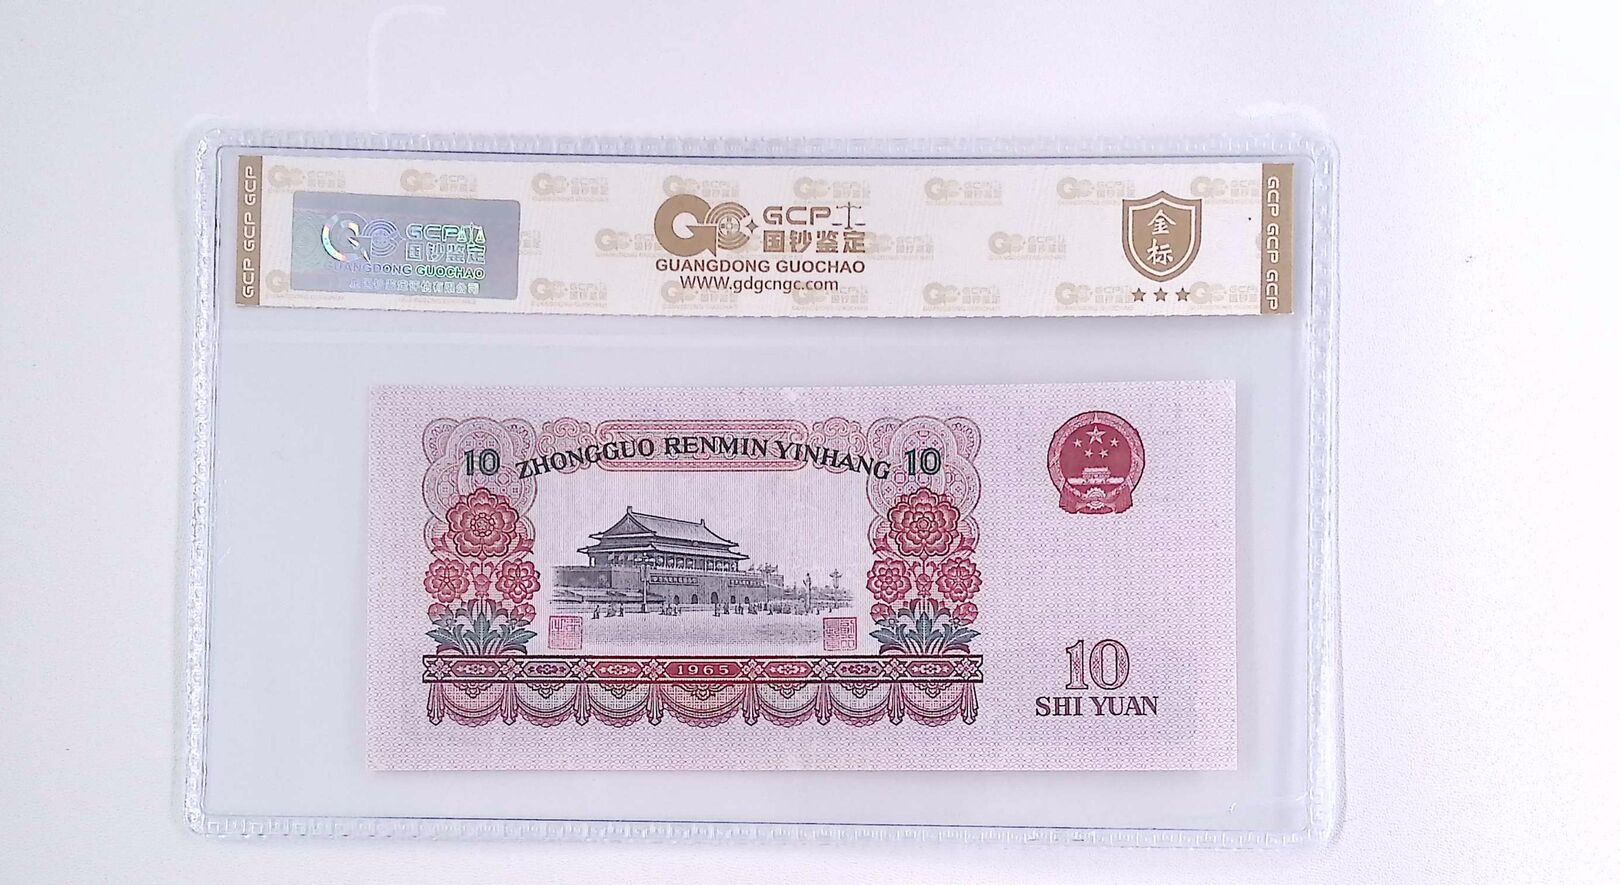 GCP GCP GCP
GCP
国钞鉴定
GUANGDONG GUOCHAO
GCP
国钞鉴定
GUANGDONG GUOCHAO
WWW.gdgcngc.com
金标
GCP GCP GCP
10 ZHONGGUO RENMIN YINHANG 10
1965
10
SHI YUAN